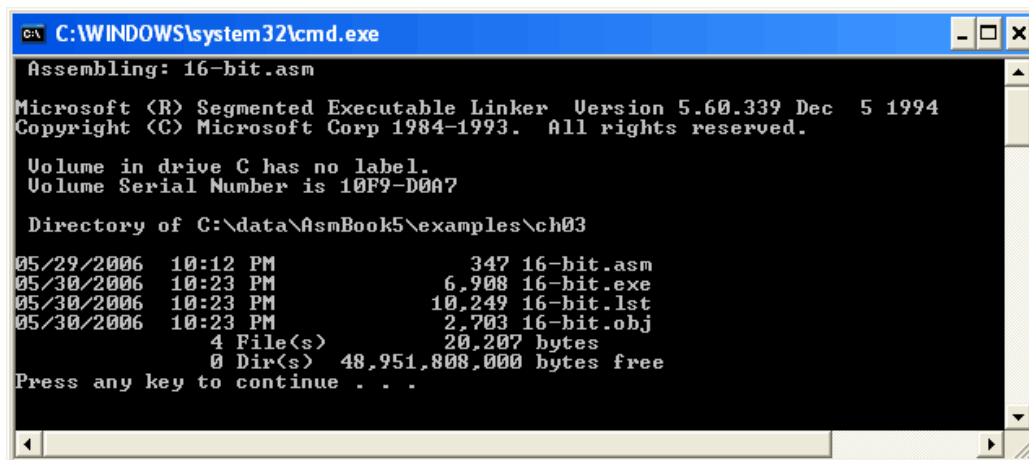 C:\WINDOWS\system32\cmd.exe
Assembling: 16-bit.asm
Microsoft (R) Segmented Executable Linker  Version 5.60.339 Dec  5 1994
Copyright (C) Microsoft Corp 1984-1993.  All rights reserved.
Volume in drive C has no label.
Volume Serial Number is 10F9-D0A7
Directory of C:\data\AsmBook5\examples\ch03
05/29/2006  10:12 PM               347 16-bit.asm
05/30/2006  10:23 PM             6,908 16-bit.exe
05/30/2006  10:23 PM            10,249 16-bit.lst
05/30/2006  10:23 PM             2,703 16-bit.obj
4 File(s)         20,207 bytes
0 Dir(s)  48,951,808,000 bytes free
Press any key to continue . . .